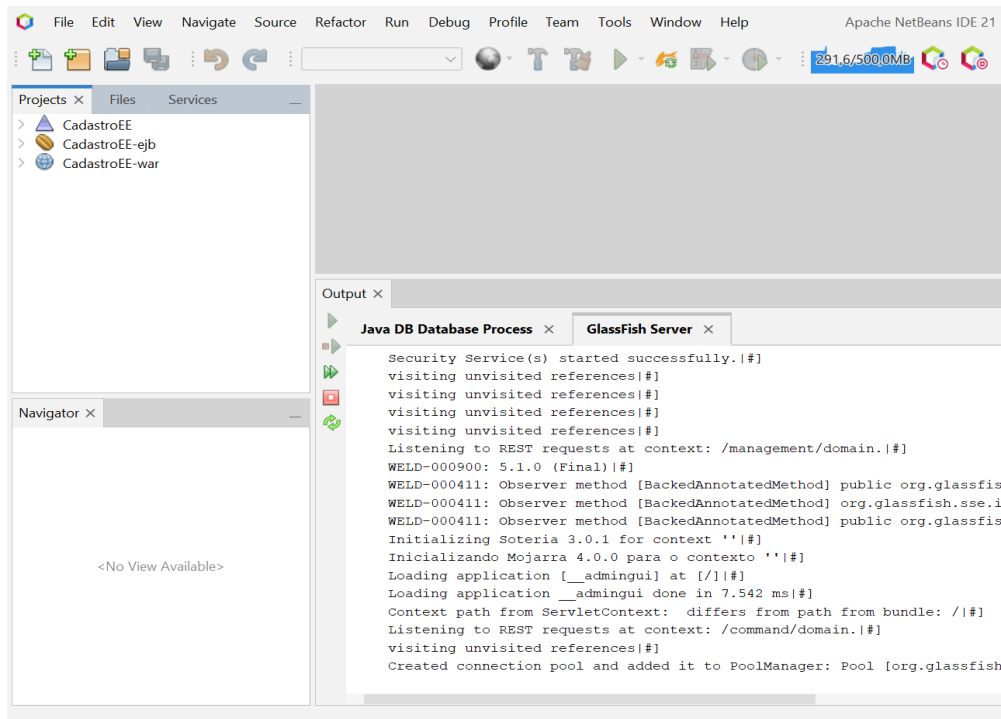 File Edit View Navigate Source Refactor Run Debug Profile Team Tools Window Help Apache NetBeans IDE 21
291,6/500,0MB
Projects Files Services
CadastroEE
CadastroEE-ejb
CadastroEE-war
Output
Java DB Database Process GlassFish Server
Security Service(s) started successfully.|#]
visiting unvisited references|#]
visiting unvisited references|#]
visiting unvisited references|#]
visiting unvisited references|#]
Listening to REST requests at context: /management/domain.|#]
WELD-000900: 5.1.0 (Final)|#]
WELD-000411: Observer method [BackedAnnotatedMethod] public org.glassfis
WELD-000411: Observer method [BackedAnnotatedMethod] org.glassfish.sse.i
WELD-000411: Observer method [BackedAnnotatedMethod] public org.glassfis
Initializing Soteria 3.0.1 for context ''|#]
Inicializando Mojarra 4.0.0 para o contexto ''|#]
Loading application [__admingui] at [/]|#]
Loading application __admingui done in 7.542 ms|#]
Context path from ServletContext:  differs from path from bundle: /|#]
Listening to REST requests at context: /command/domain.|#]
visiting unvisited references|#]
Created connection pool and added it to PoolManager: Pool [org.glassfish
Navigator
<No View Available>